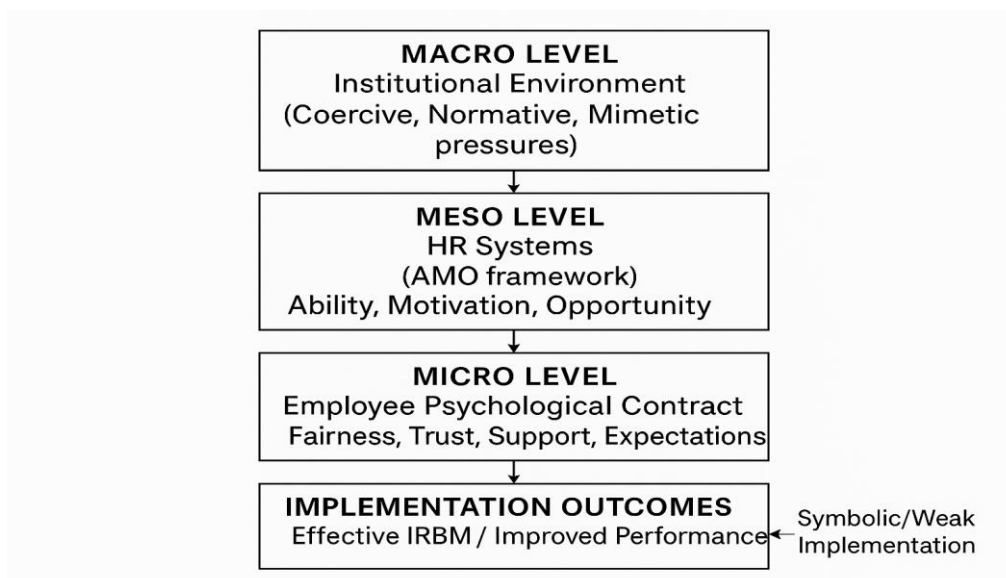 MACRO LEVEL
Institutional Environment
(Coercive, Normative, Mimetic
pressures)
MESO LEVEL
HR Systems
(AMO framework)
Ability, Motivation, Opportunity
MICRO LEVEL
Employee Psychological Contract
Fairness, Trust, Support, Expectations
IMPLEMENTATION OUTCOMES
Effective IRBM / Improved Performance
Symbolic/Weak
Implementation